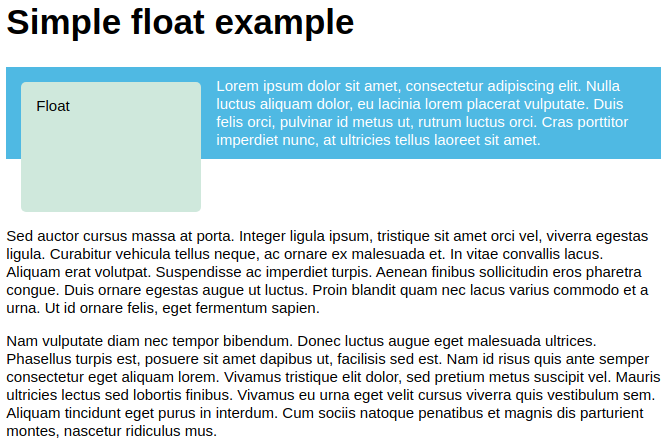 Simple float example
Float
Lorem ipsum dolor sit amet, consectetur adipiscing elit. Nulla
luctus aliquam dolor, eu lacinia lorem placerat vulputate. Duis
felis orci, pulvinar id metus ut, rutrum luctus orci. Cras porttitor
imperdiet nunc, at ultricies tellus laoreet sit amet.
Sed auctor cursus massa at porta. Integer ligula ipsum, tristique sit amet orci vel, viverra egestas
ligula. Curabitur vehicula tellus neque, ac ornare ex malesuada et. In vitae convallis lacus.
Aliquam erat volutpat. Suspendisse ac imperdiet turpis. Aenean finibus sollicitudin eros pharetra
congue. Duis ornare egestas augue ut luctus. Proin blandit quam nec lacus varius commodo et a
urna. Ut id ornare felis, eget fermentum sapien.
Nam vulputate diam nec tempor bibendum. Donec luctus augue eget malesuada ultrices.
Phasellus turpis est, posuere sit amet dapibus ut, facilisis sed est. Nam id risus quis ante semper
consectetur eget aliquam lorem. Vivamus tristique elit dolor, sed pretium metus suscipit vel. Mauris
ultricies lectus sed lobortis finibus. Vivamus eu urna eget velit cursus viverra quis vestibulum sem.
Aliquam tincidunt eget purus in interdum. Cum sociis natoque penatibus et magnis dis parturient
montes, nascetur ridiculus mus.